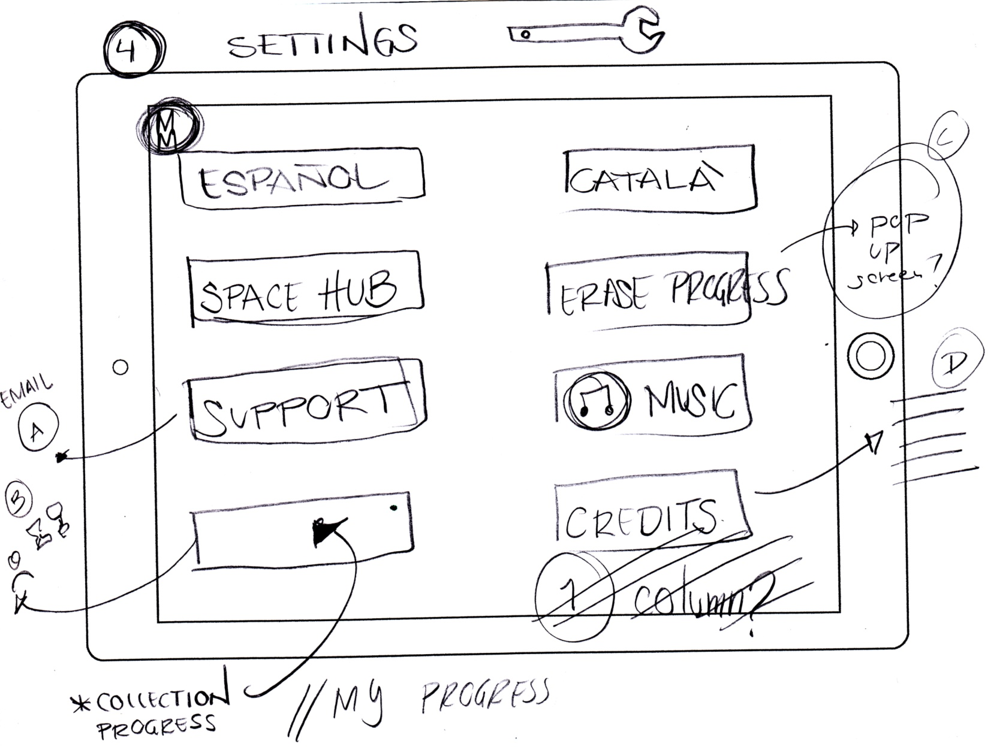 4 SETTINGS
M
M
ESPAÑOL
CATALÀ
C
POP
UP
screen?
SPACE HUB
ERASE PROGRESS
EMAIL
A
SUPPORT
MUSIC
D
B
CREDITS
1 column?
* COLLECTION
PROGRESS
// MY PROGRESS